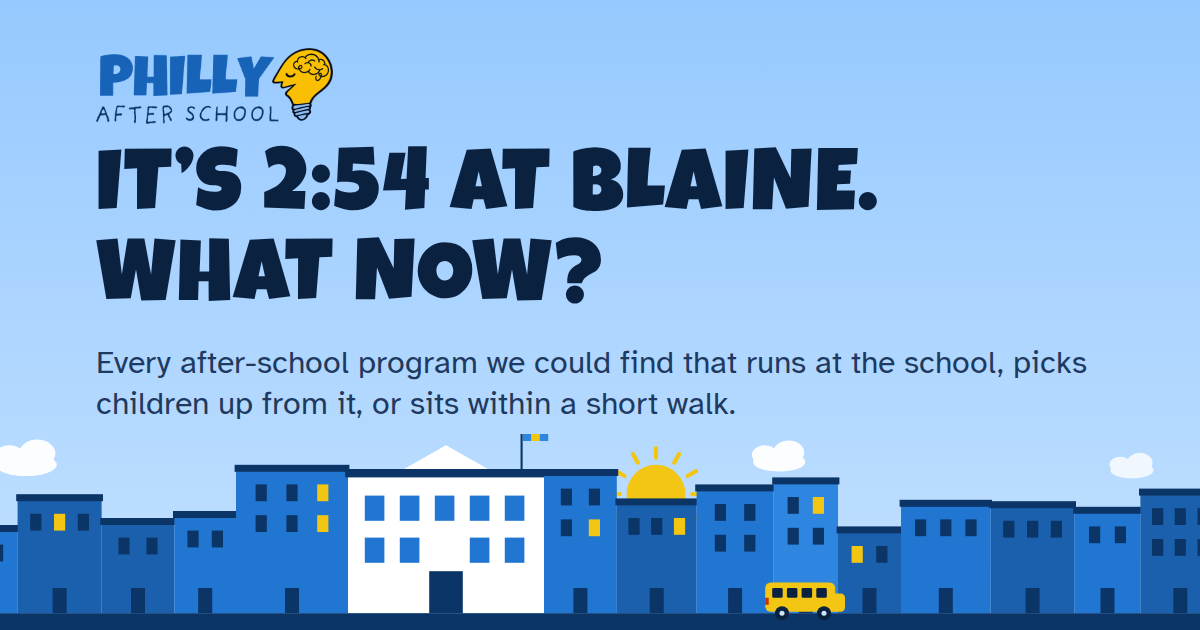 PHILLY
AFTER SCHOOL
IT’S 2:54 AT BLAINE.
WHAT NOW?
Every after-school program we could find that runs at the school, picks
children up from it, or sits within a short walk.